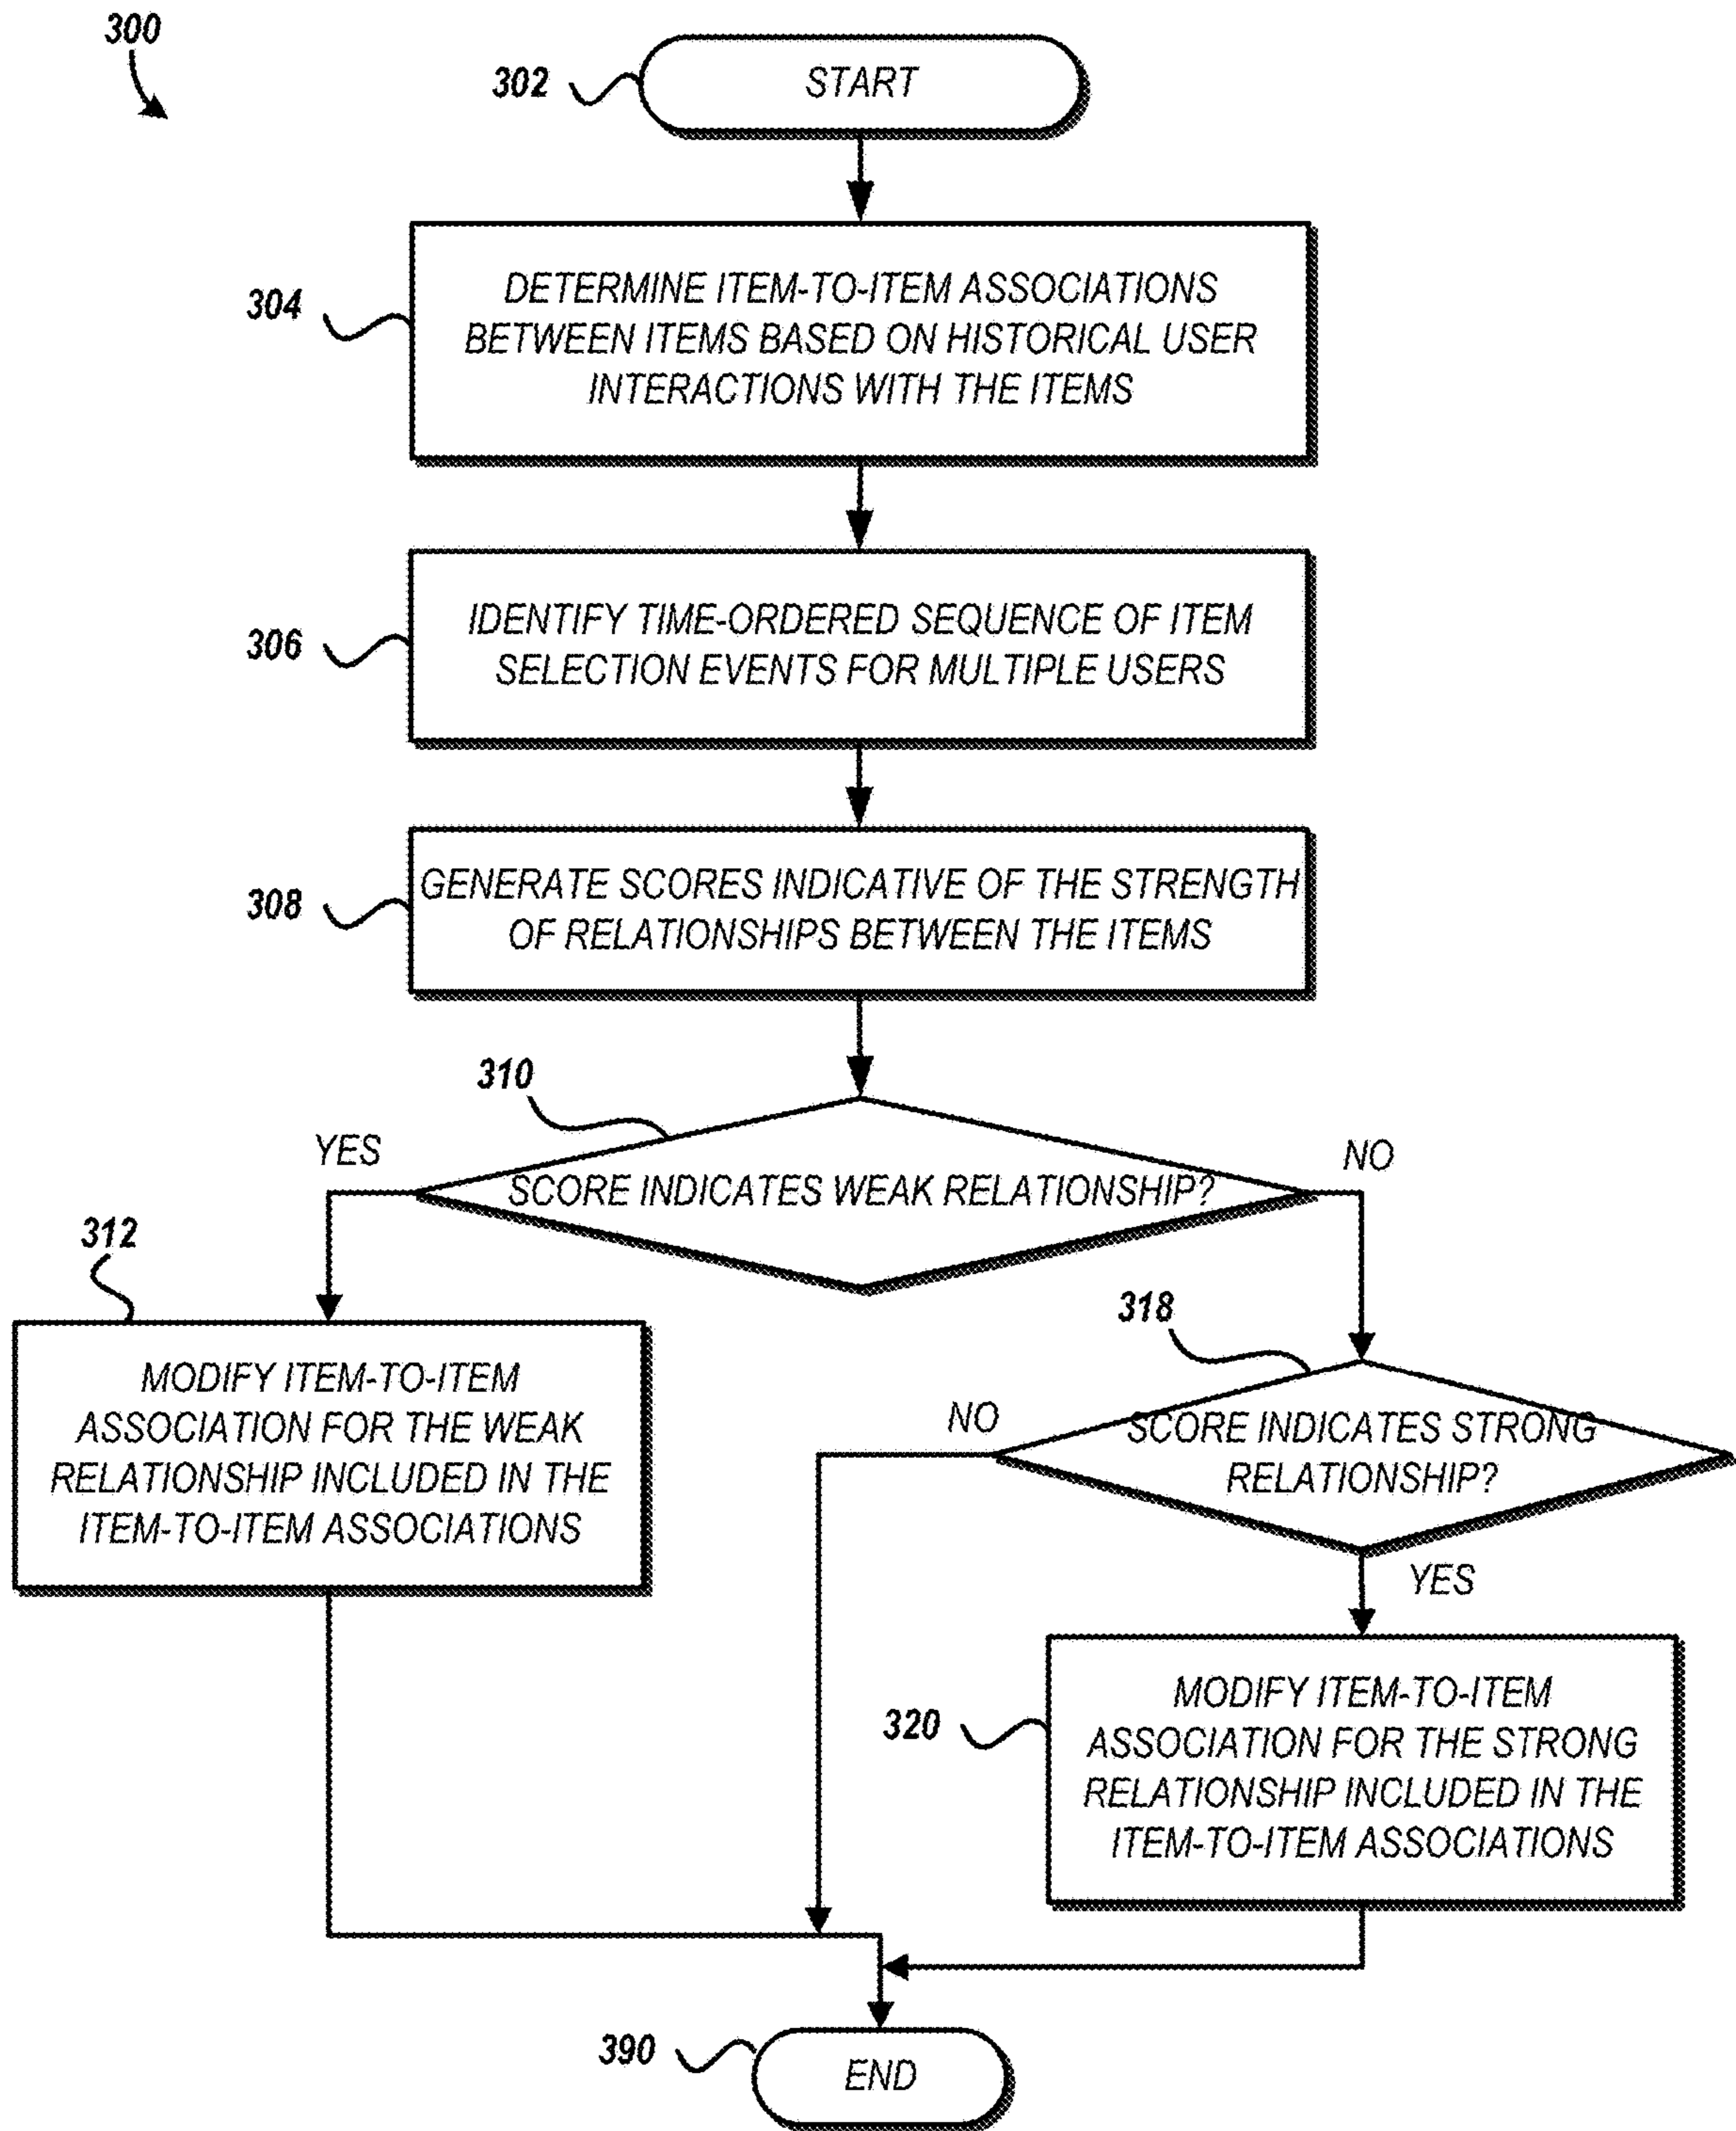 300
302
START
304
DETERMINE ITEM-TO-ITEM ASSOCIATIONS
BETWEEN ITEMS BASED ON HISTORICAL USER
INTERACTIONS WITH THE ITEMS
306
IDENTIFY TIME-ORDERED SEQUENCE OF ITEM
SELECTION EVENTS FOR MULTIPLE USERS
308
GENERATE SCORES INDICATIVE OF THE STRENGTH
OF RELATIONSHIPS BETWEEN THE ITEMS
310
YES
NO
SCORE INDICATES WEAK RELATIONSHIP?
312
MODIFY ITEM-TO-ITEM
ASSOCIATION FOR THE WEAK
RELATIONSHIP INCLUDED IN THE
ITEM-TO-ITEM ASSOCIATIONS
318
NO
SCORE INDICATES STRONG
RELATIONSHIP?
YES
320
MODIFY ITEM-TO-ITEM
ASSOCIATION FOR THE STRONG
RELATIONSHIP INCLUDED IN THE
ITEM-TO-ITEM ASSOCIATIONS
390
END